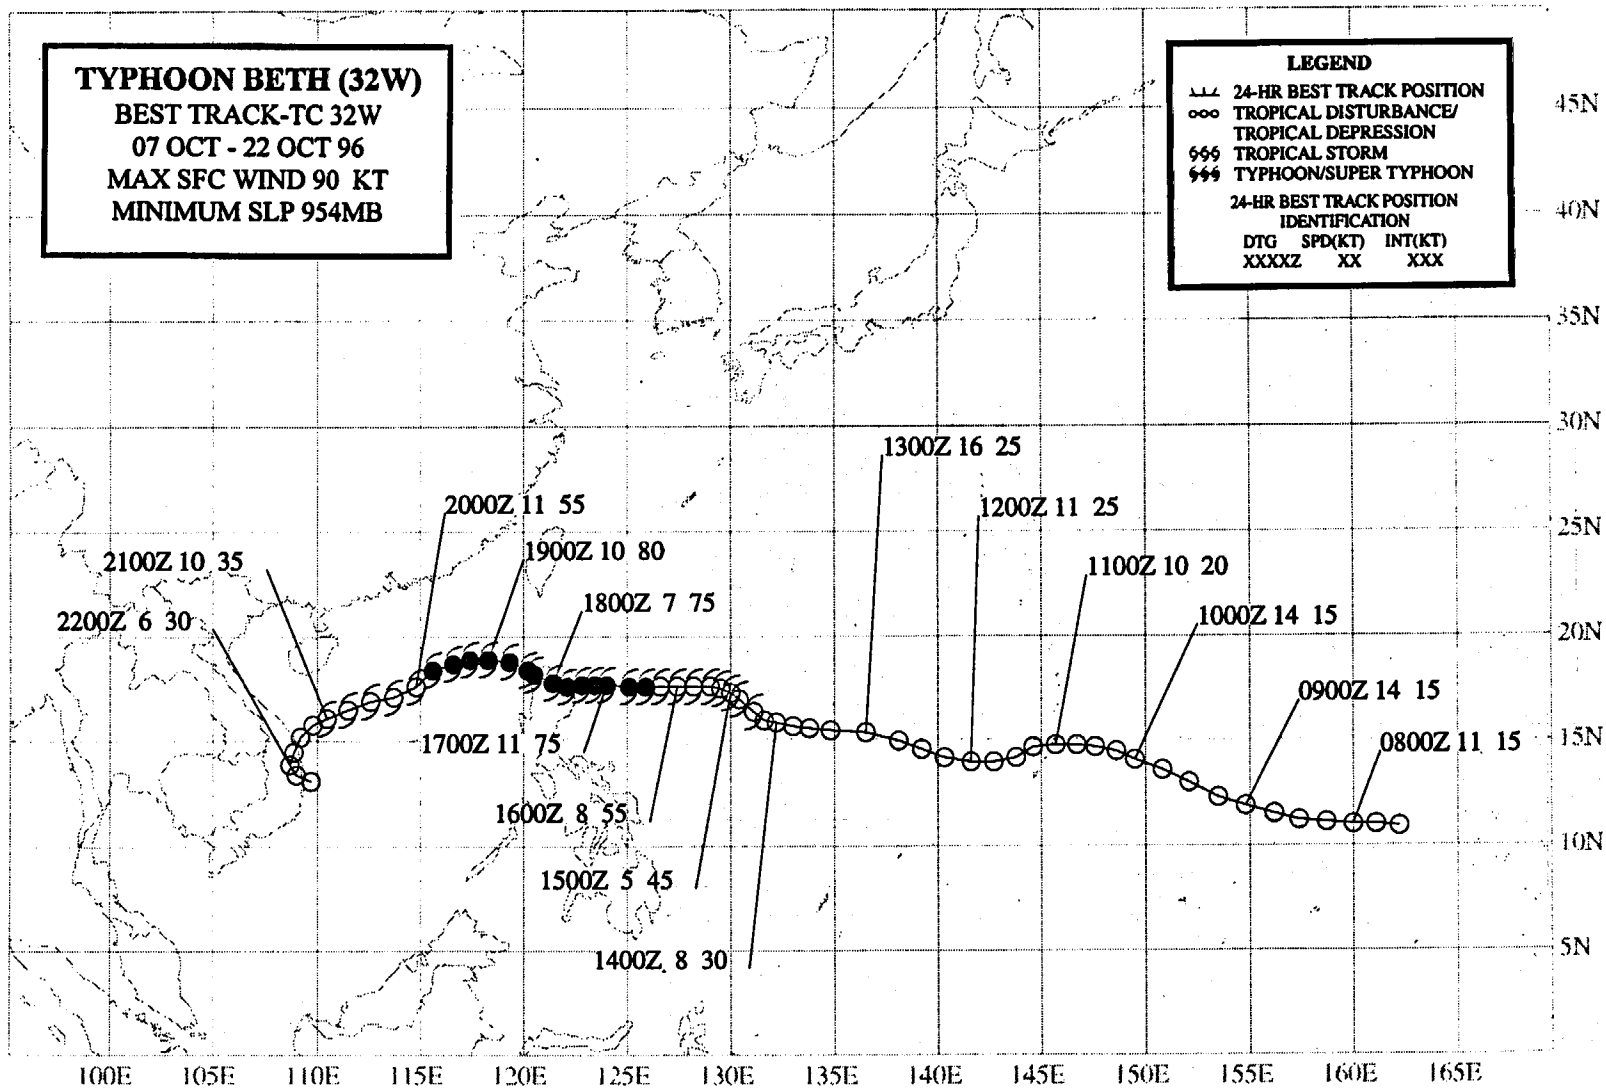 TYPHOON BETH (32W)
BEST TRACK-TC 32W
07 OCT - 22 OCT 96
MAX SFC WIND 90 KT
MINIMUM SLP 954MB
LEGEND
24-HR BEST TRACK POSITION
TROPICAL DISTURBANCE/
TROPICAL DEPRESSION
TROPICAL STORM
TYPHOON/SUPER TYPHOON
24-HR BEST TRACK POSITION
IDENTIFICATION
DTG SPD(KT) INT(KT)
XXXXZ XX XXX
45N
40N
35N
30N
25N
20N
15N
10N
5N
1300Z 16 25
2000Z 11 55
1200Z 11 25
1900Z 10 80
2100Z 10 35
1100Z 10 20
1800Z 7 75
2200Z 6 30
1000Z 14 15
0900Z 14 15
1700Z 11 75
0800Z 11 15
1600Z 8 55
1500Z 5 45
1400Z 8 30
100E 105E 110E 115E 120E 125E 130E 135E 140E 145E 150E 155E 160E 165E